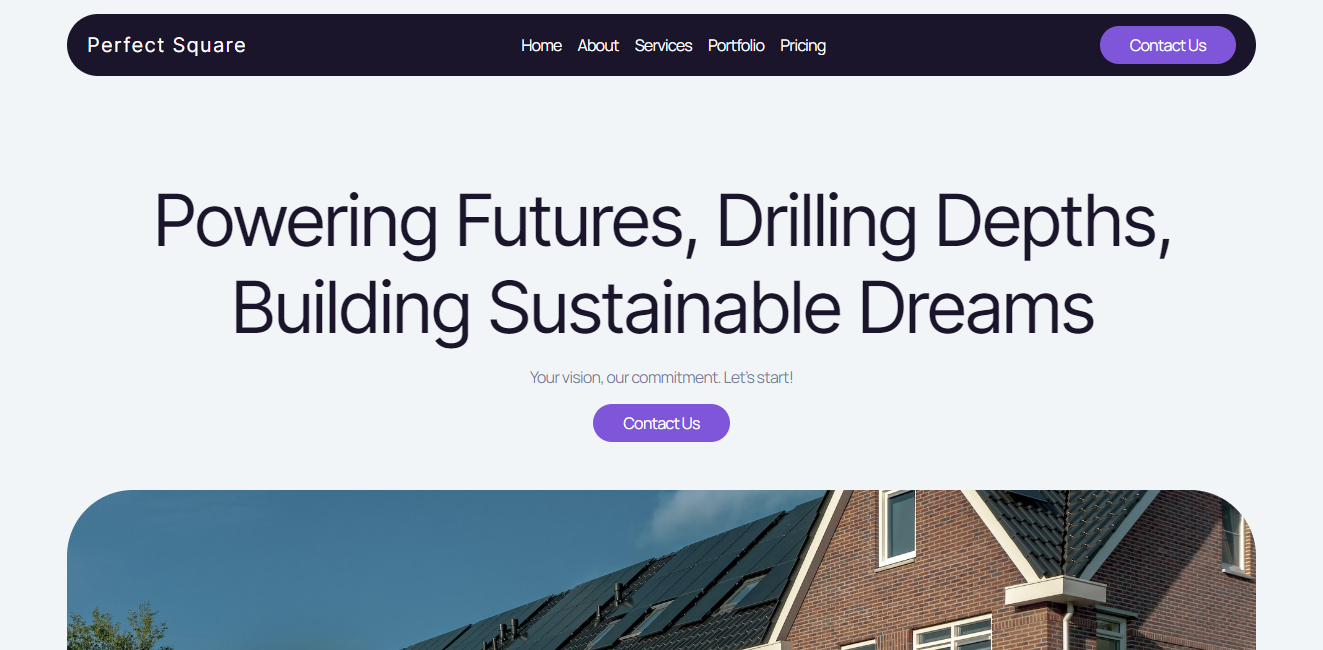 Perfect Square
Home About Services Portfolio Pricing
Contact Us
Powering Futures, Drilling Depths,
Building Sustainable Dreams
Your vision, our commitment. Let's start!
Contact Us